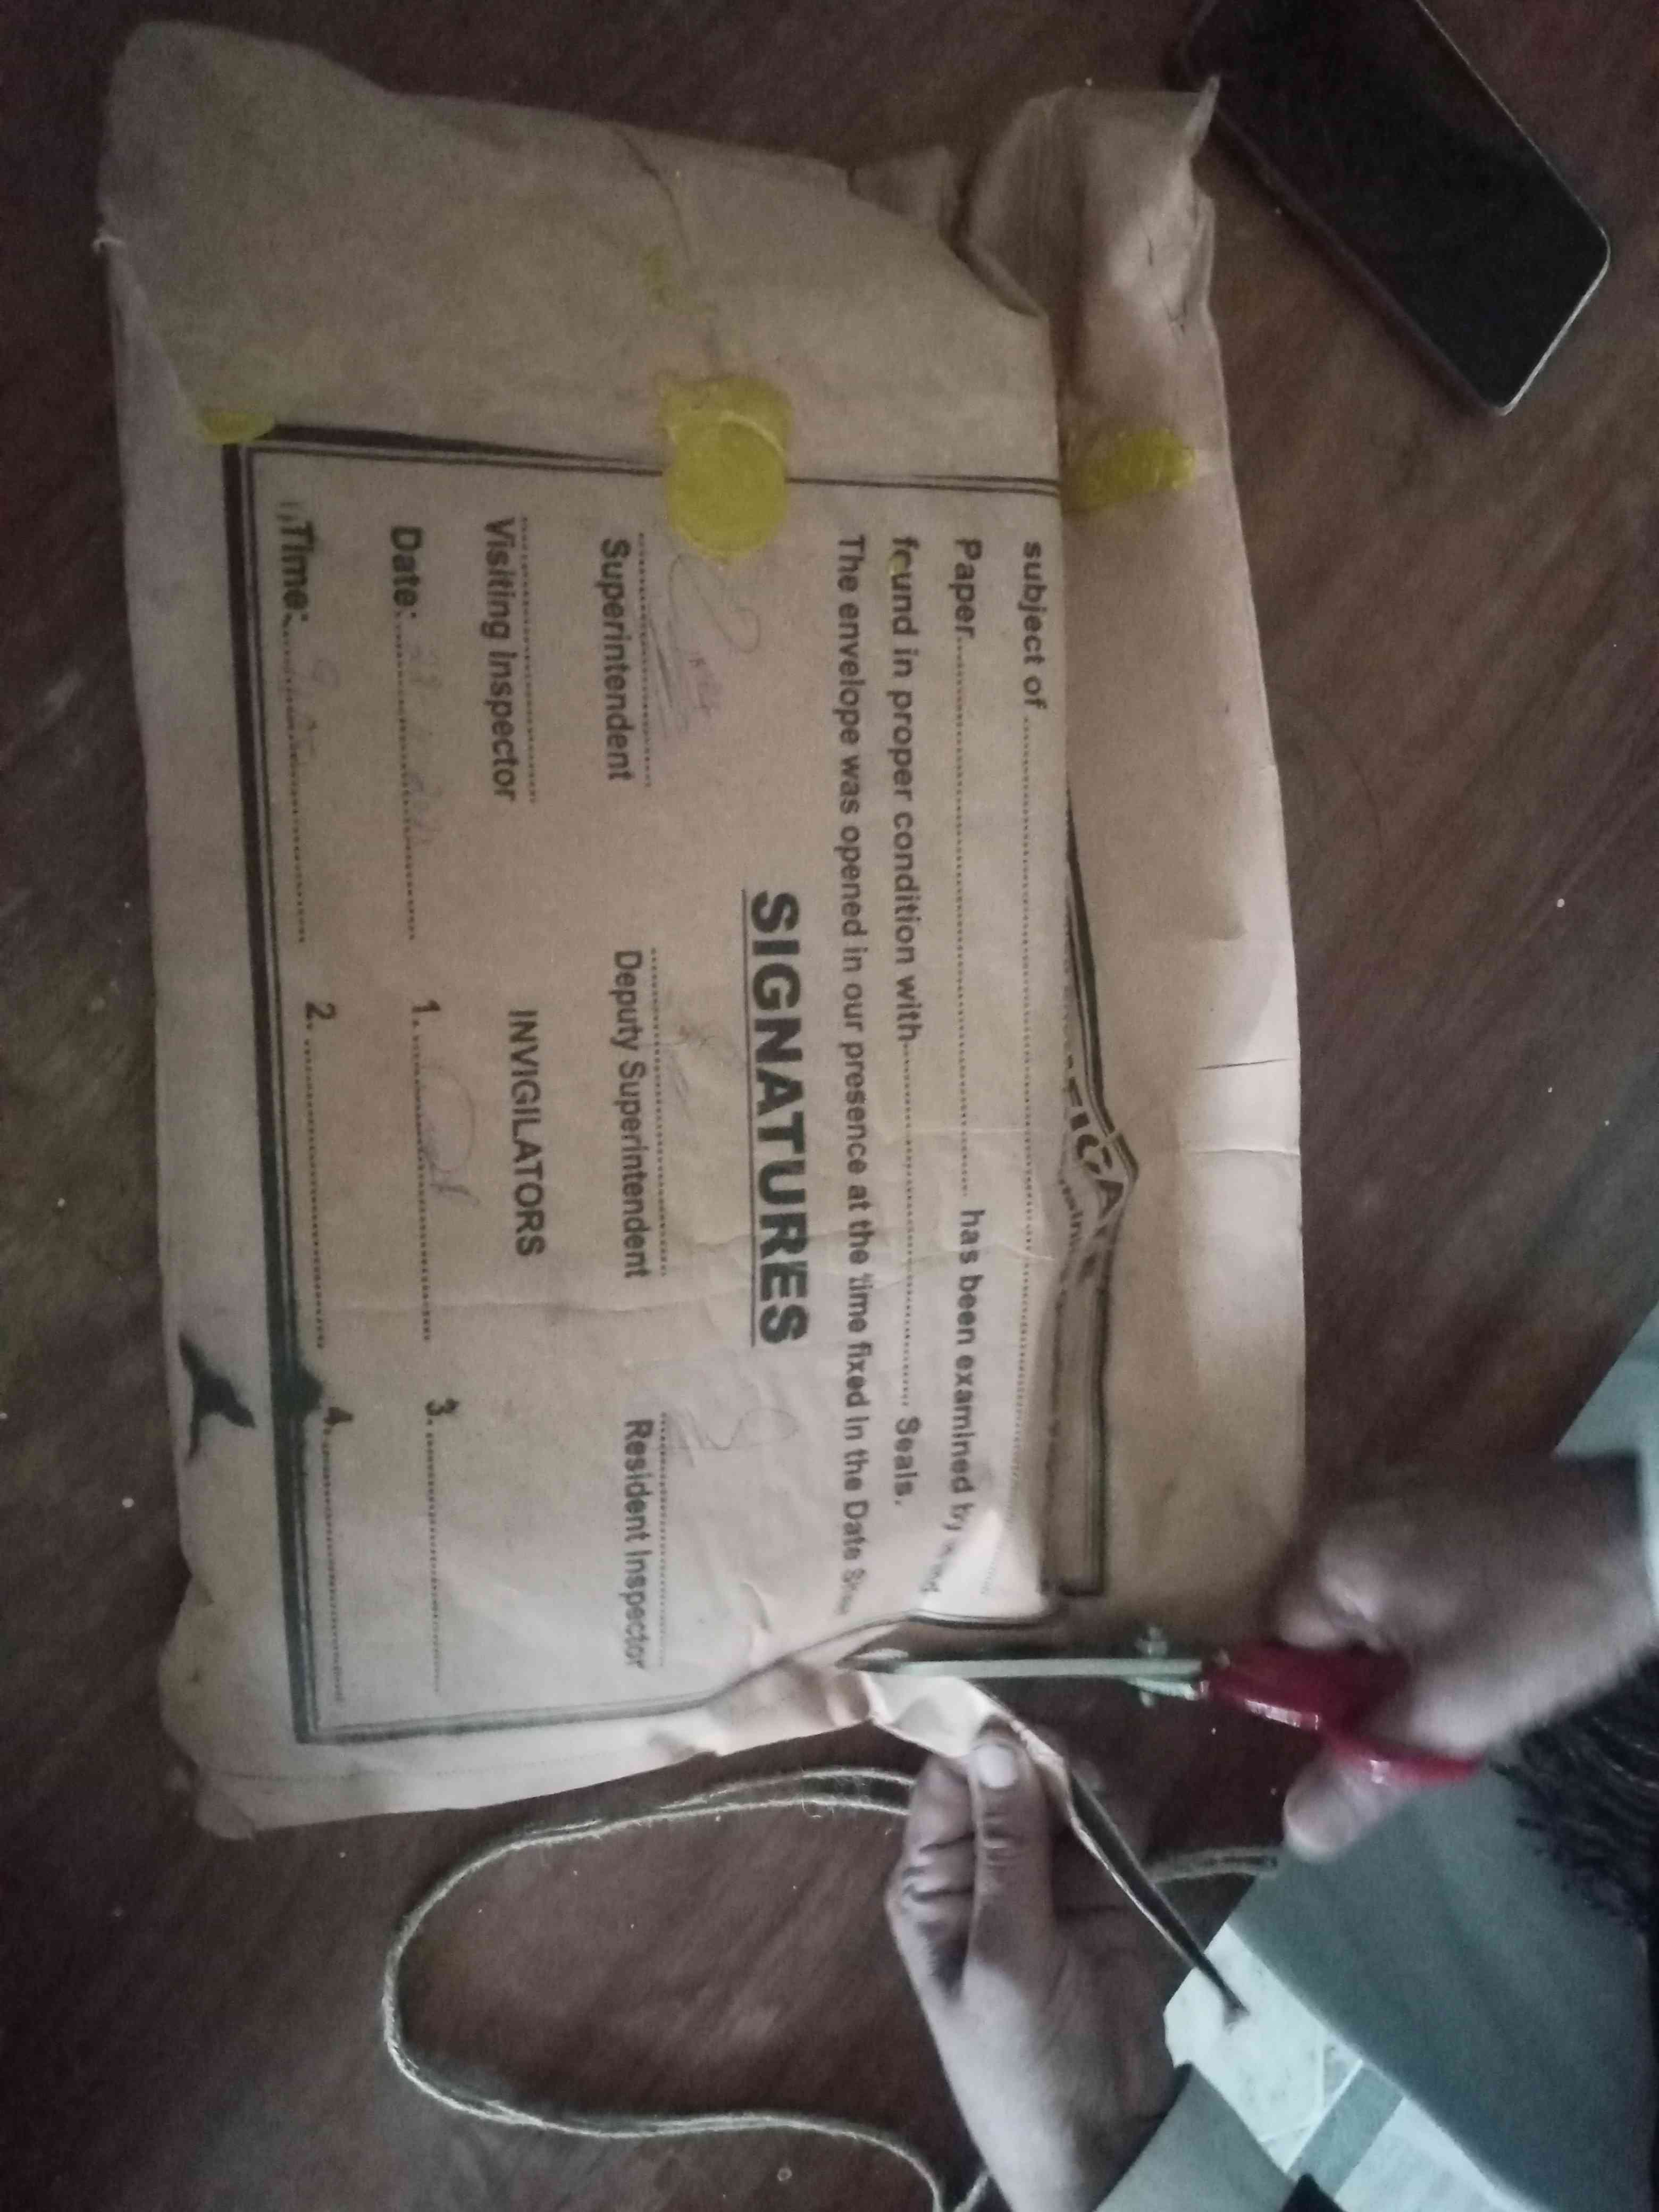 subject of ........................
Paper........................ has been examined by
found in proper condition with........................ Seals.
The envelope was opened in our presence at the time fixed in the Date
SIGNATURES
Superintendent Deputy Superintendent Resident Inspector
Visiting Inspector INVIGILATORS
Date:........................ 1.................... 3....................
Time:........................ 2.................... 4....................